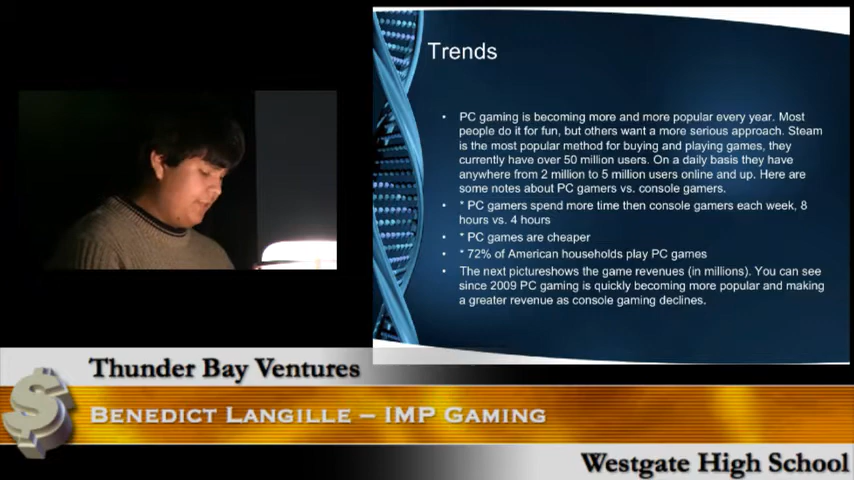 Trends
• PC gaming is becoming more and more popular every year. Most
people do it for fun, but others want a more serious approach. Steam
is the most popular method for buying and playing games, they
currently have over 50 million users. On a daily basis they have
anywhere from 2 million to 5 million users online and up. Here are
some notes about PC gamers vs. console gamers.
• * PC gamers spend more time then console gamers each week, 8
hours vs. 4 hours
• * PC games are cheaper
• * 72% of American households play PC games
• The next pictureshows the game revenues (in millions). You can see
since 2009 PC gaming is quickly becoming more popular and making
a greater revenue as console gaming declines.
Thunder Bay Ventures
$
Benedict Langille – IMP Gaming
Westgate High School